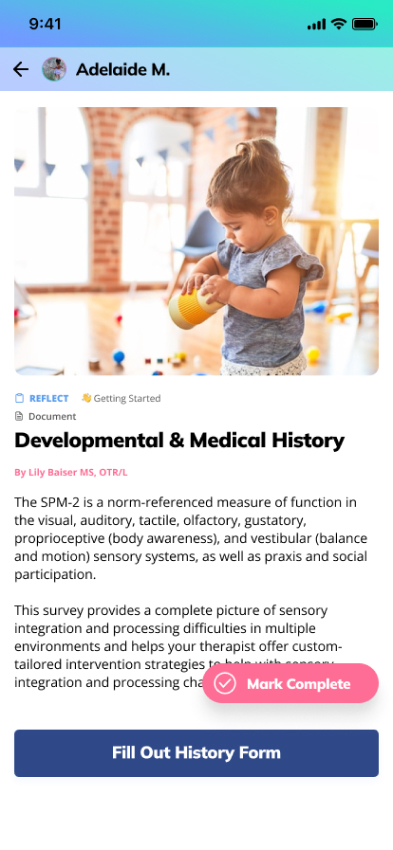 9:41
Adelaide M.
REFLECT 👋 Getting Started
Document
Developmental & Medical History
By Lily Baiser MS, OTR/L
The SPM-2 is a norm-referenced measure of function in
the visual, auditory, tactile, olfactory, gustatory,
proprioceptive (body awareness), and vestibular (balance
and motion) sensory systems, as well as praxis and social
participation.
This survey provides a complete picture of sensory
integration and processing difficulties in multiple
environments and helps your therapist offer custom-
tailored intervention strategies to help with sensory
integration and processing cha
Mark Complete
Fill Out History Form